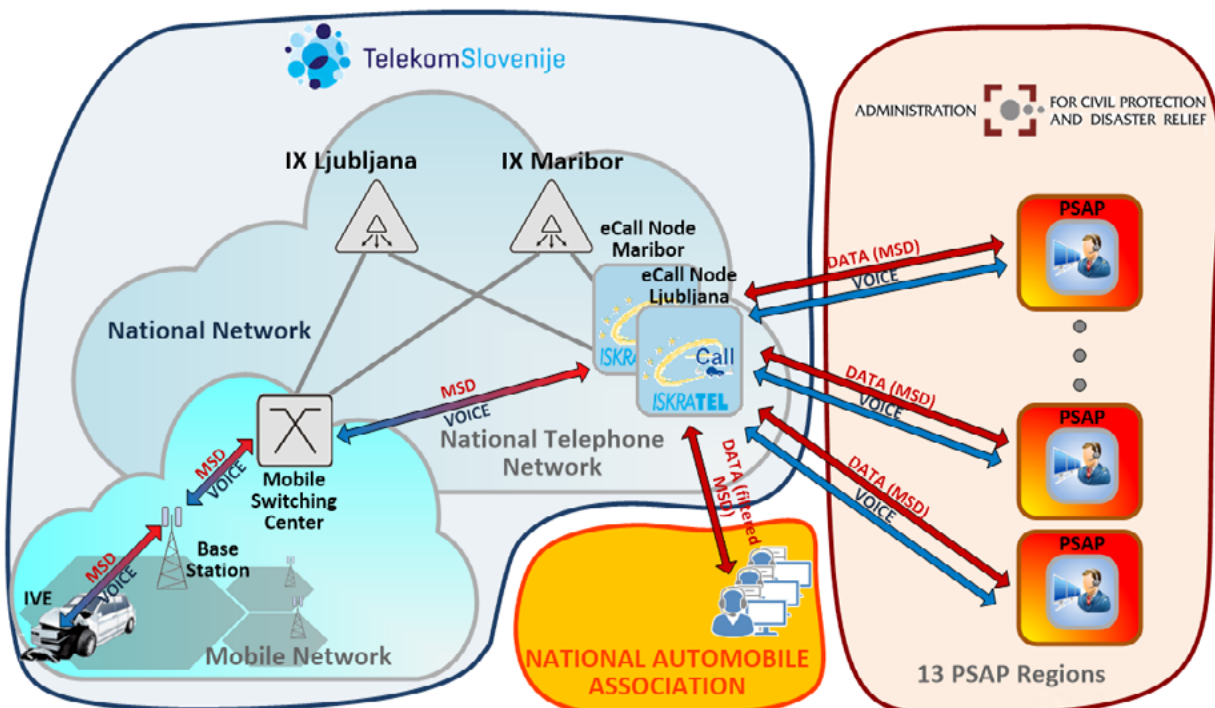 TelekomSlovenije
ADMINISTRATION
FOR CIVIL PROTECTION
AND DISASTER RELIEF
IX Ljubljana
IX Maribor
eCall Node
Maribor
eCall Node
Ljubljana
ISKRA
Call
ISKRATEL
National Network
National Telephone
Network
MSD
VOICE
MSD
VOICE
Mobile
Switching
Center
MSD
VOICE
Base
Station
IVE
Mobile Network
DATA (MSD)
VOICE
DATA (MSD)
VOICE
DATA (MSD)
VOICE
DATA (filtered
MSD)
NATIONAL AUTOMOBILE
ASSOCIATION
PSAP
PSAP
PSAP
13 PSAP Regions